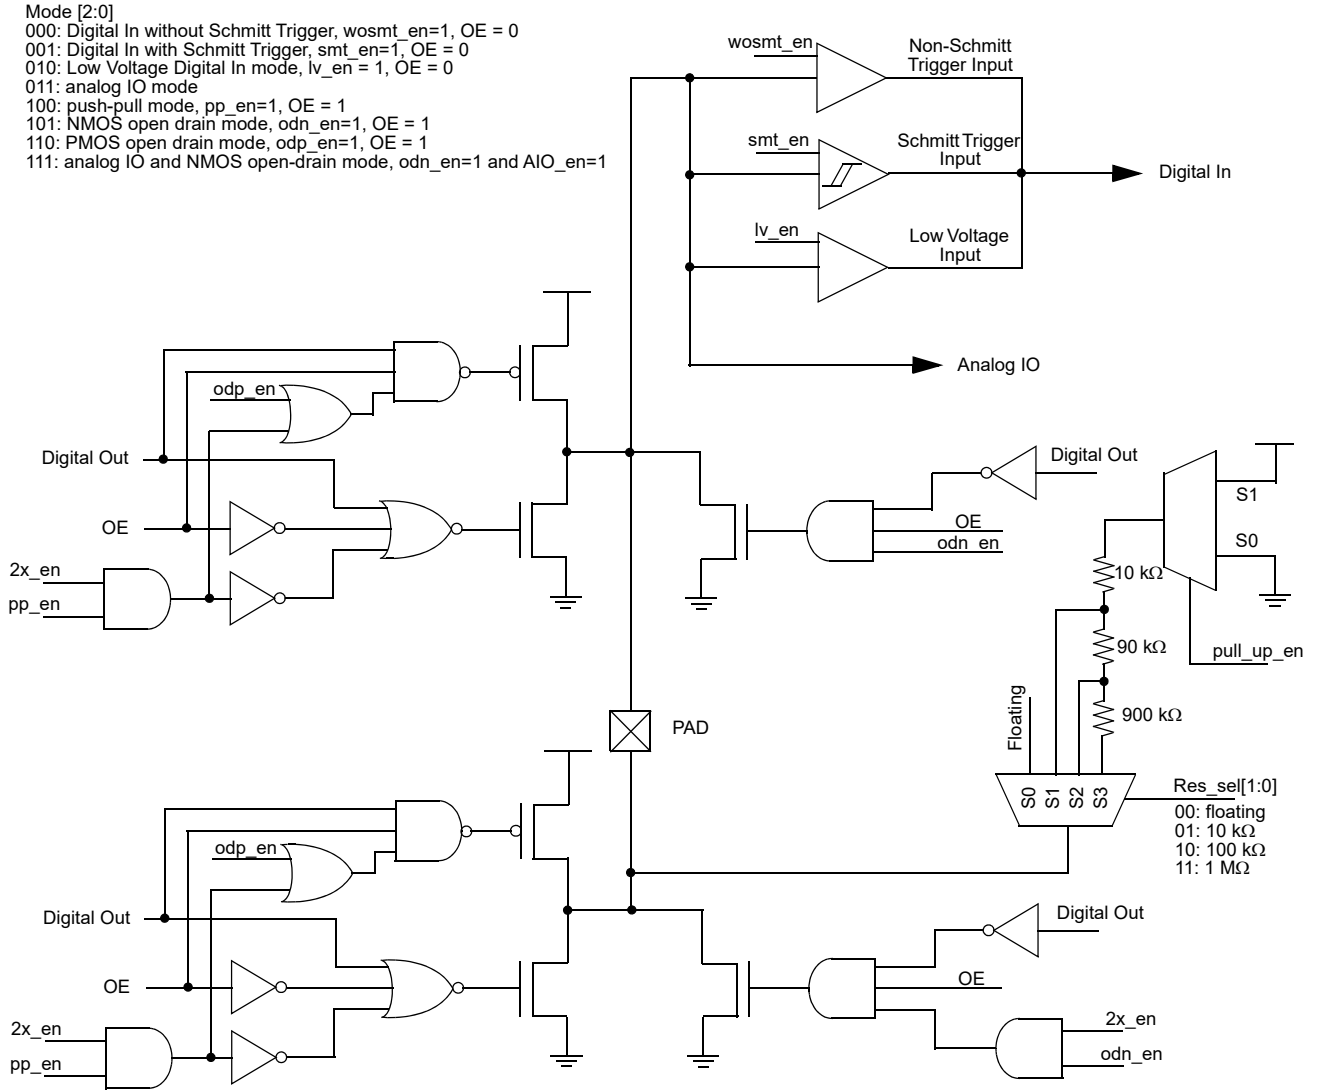 Mode [2:0]
000: Digital In without Schmitt Trigger, wosmt_en=1, OE = 0
001: Digital In with Schmitt Trigger, smt_en=1, OE = 0
010: Low Voltage Digital In mode, lv_en = 1, OE = 0
011: analog IO mode
100: push-pull mode, pp_en=1, OE = 1
101: NMOS open drain mode, odn_en=1, OE = 1
110: PMOS open drain mode, odp_en=1, OE = 1
111: analog IO and NMOS open-drain mode, odn_en=1 and AIO_en=1
wosmt_en
Non-Schmitt
Trigger Input
smt_en
Schmitt Trigger
Input
Digital In
lv_en
Low Voltage
Input
Analog IO
odp_en
Digital Out
OE
2x_en
pp_en
Digital Out
OE
odn_en
S1
S0
10 kΩ
90 kΩ
900 kΩ
pull_up_en
Floating
PAD
S0
S1
S2
S3
Res_sel[1:0]
00: floating
01: 10 kΩ
10: 100 kΩ
11: 1 MΩ
odp_en
Digital Out
OE
2x_en
pp_en
Digital Out
OE
2x_en
odn_en